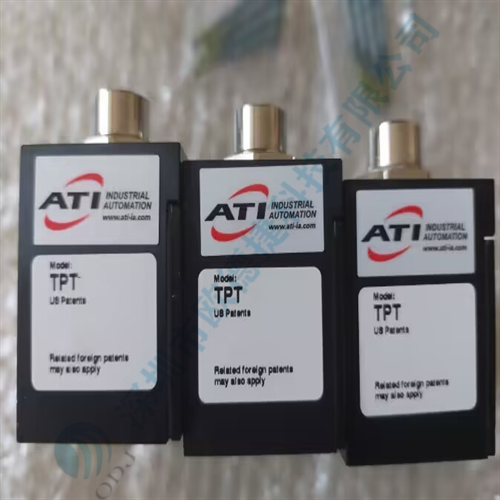 ATI INDUSTRIAL
AUTOMATION
www.ati-ia.com
Model:
TPT
US Patents
Related foreign patents
may also apply
ATI INDUSTRIAL
AUTOMATION
www.ati-ia.com
Model:
TPT
US Patents
Related foreign patents
may also apply
ATI INDUSTRIAL
AUTOMATION
www.ati-ia.com
Model:
TPT
US Patents
Related foreign patents
may also apply
ODJ